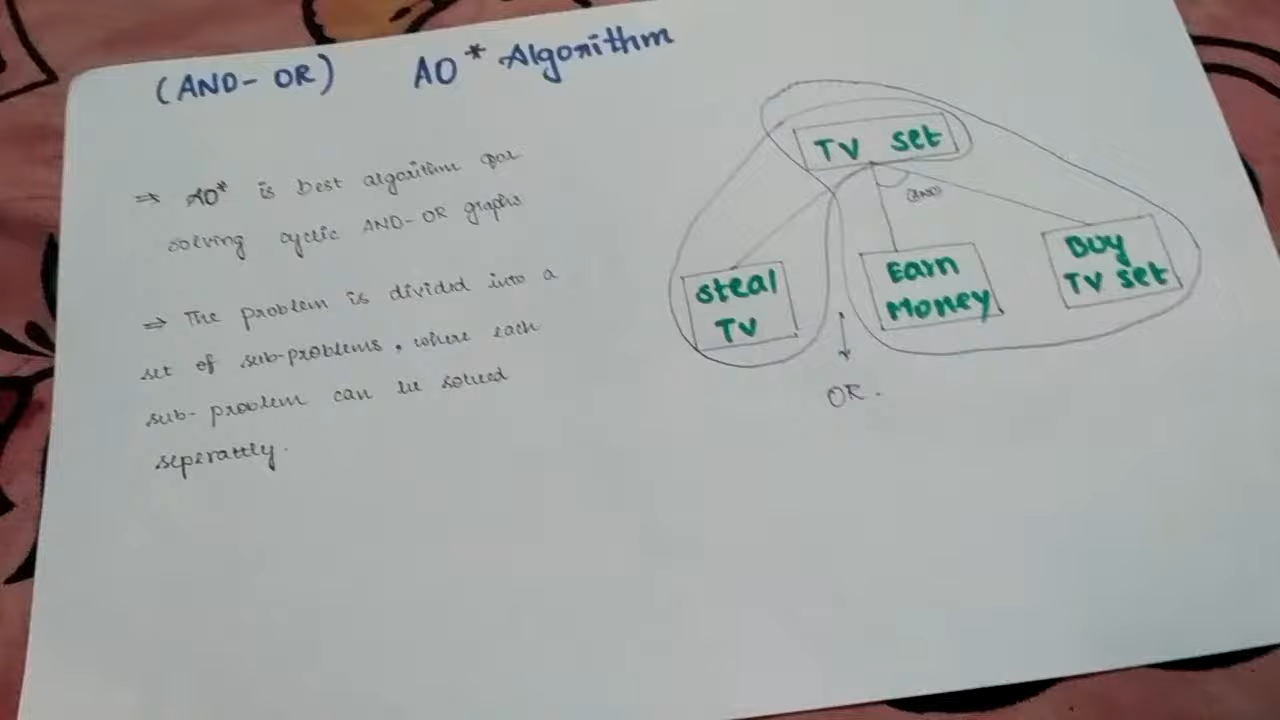 (AND-OR) AO* Algorithm
⇒ AO* is best algorithm for
solving cyclic AND-OR graphs
⇒ The problem is divided into a
set of sub-problems, where each
sub-problem can be solved
seperattly.
TV set
(AND)
Steal
TV
Earn
Money
Buy
TV set
OR.